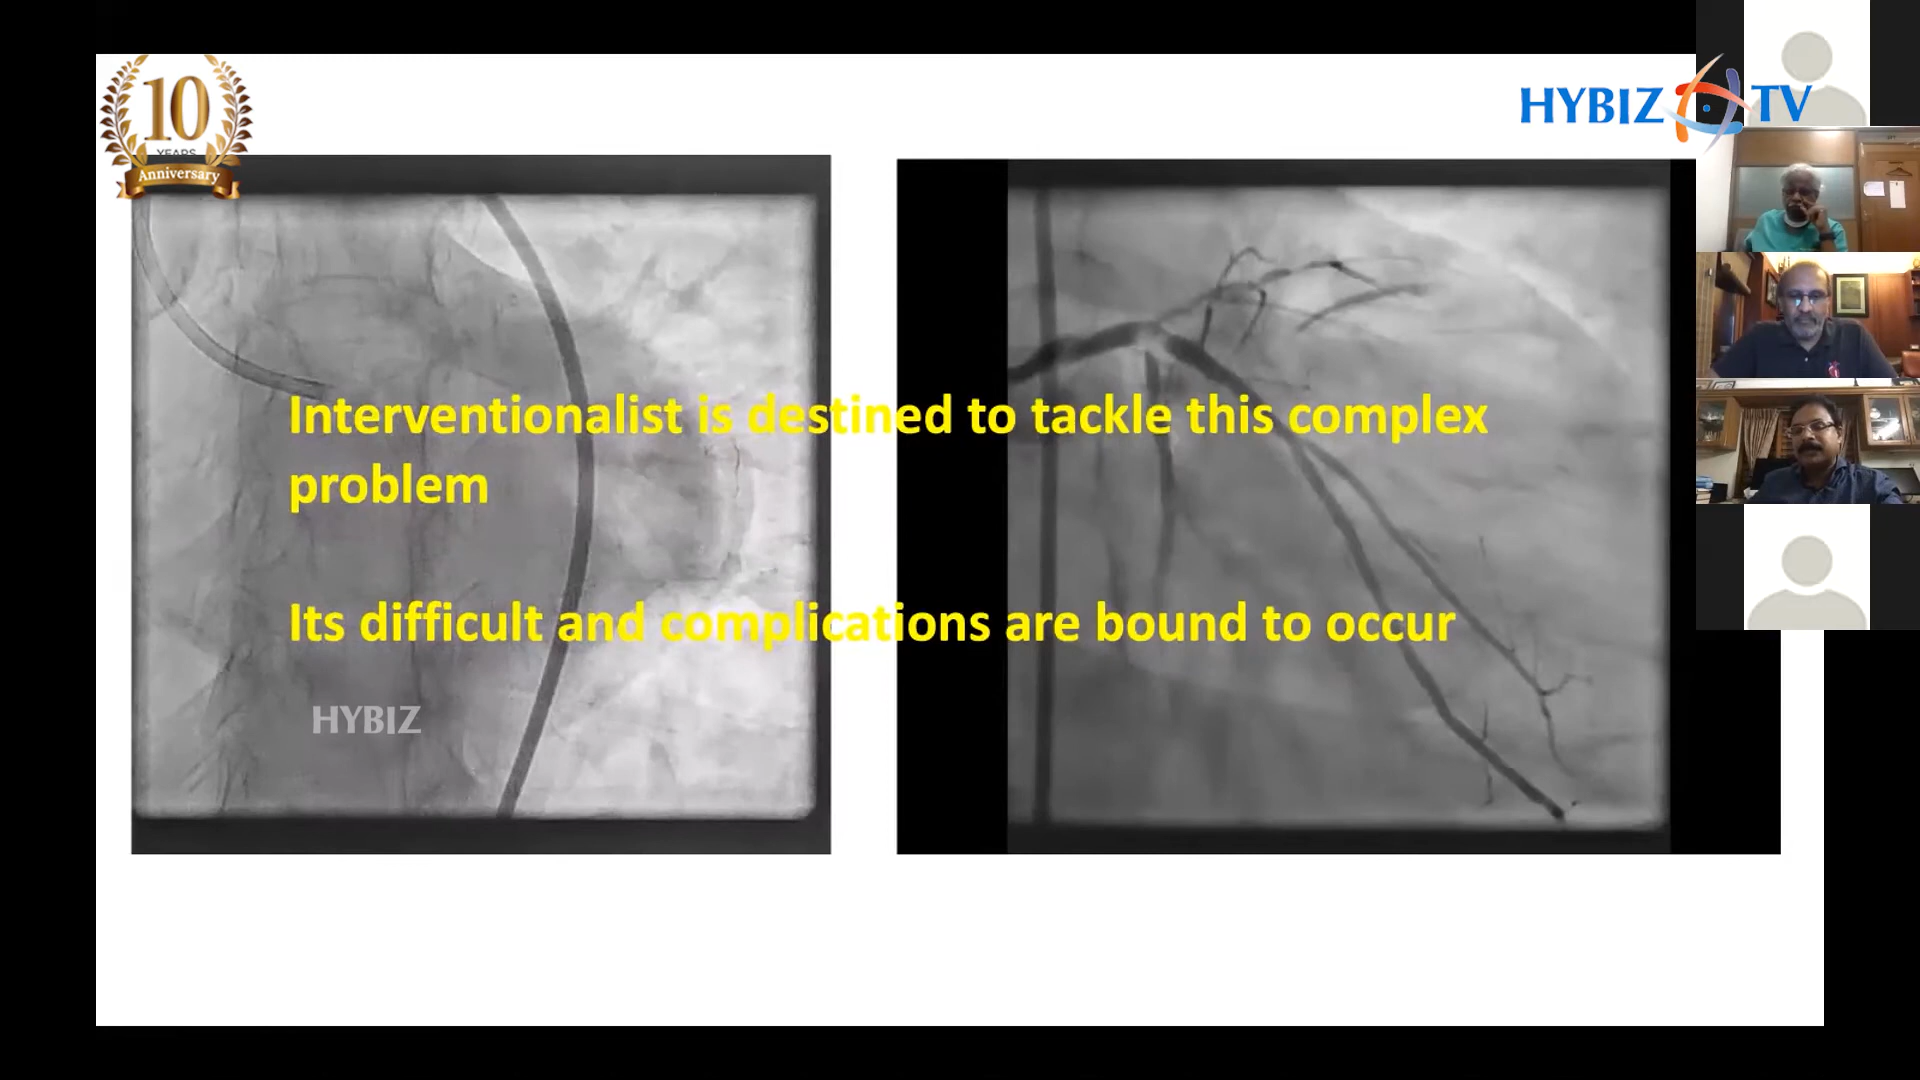 10
YEARS
Anniversary
HYBIZ TV
Interventionalist is destined to tackle this complex
problem
Its difficult and complications are bound to occur
HYBIZ